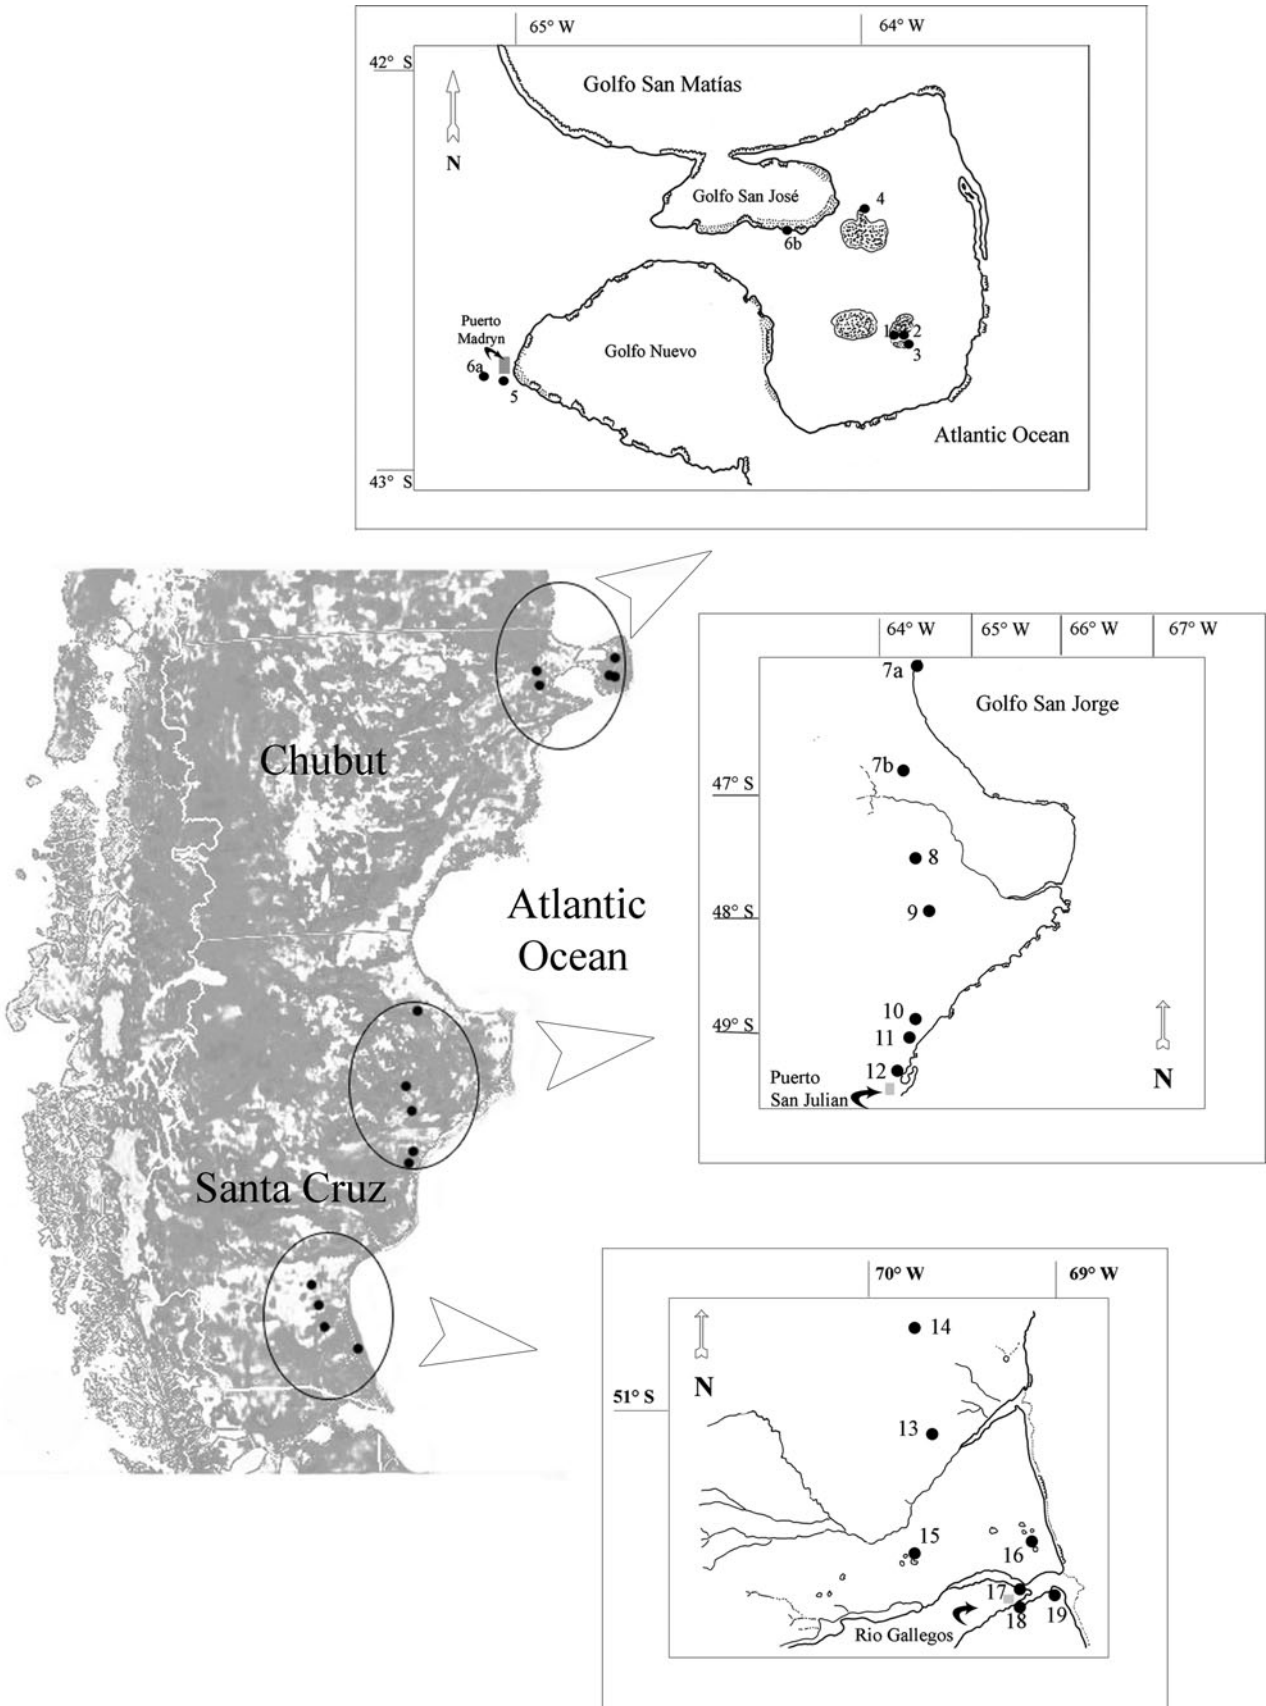 65° W
64° W
42° S
Golfo San Matías
N
Golfo San José
4
6b
Puerto
Madryn
1
2
3
Golfo Nuevo
6a
5
Atlantic Ocean
43° S
Chubut
Atlantic
Ocean
Santa Cruz
64° W
65° W
66° W
67° W
7a
Golfo San Jorge
7b
47° S
8
9
48° S
10
49° S
11
12
Puerto
San Julian
N
70° W
69° W
14
N
51° S
13
15
16
17
18
19
Rio Gallegos